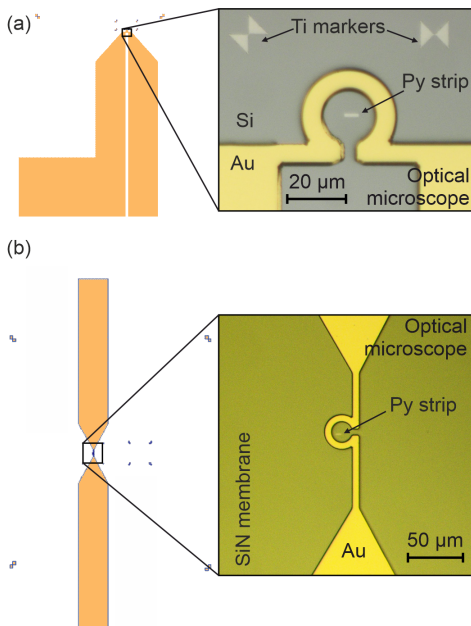 (a)
Ti markers
Py strip
Si
Au
20 µm
Optical
microscope
(b)
Optical
microscope
Py strip
SiN membrane
Au
50 µm